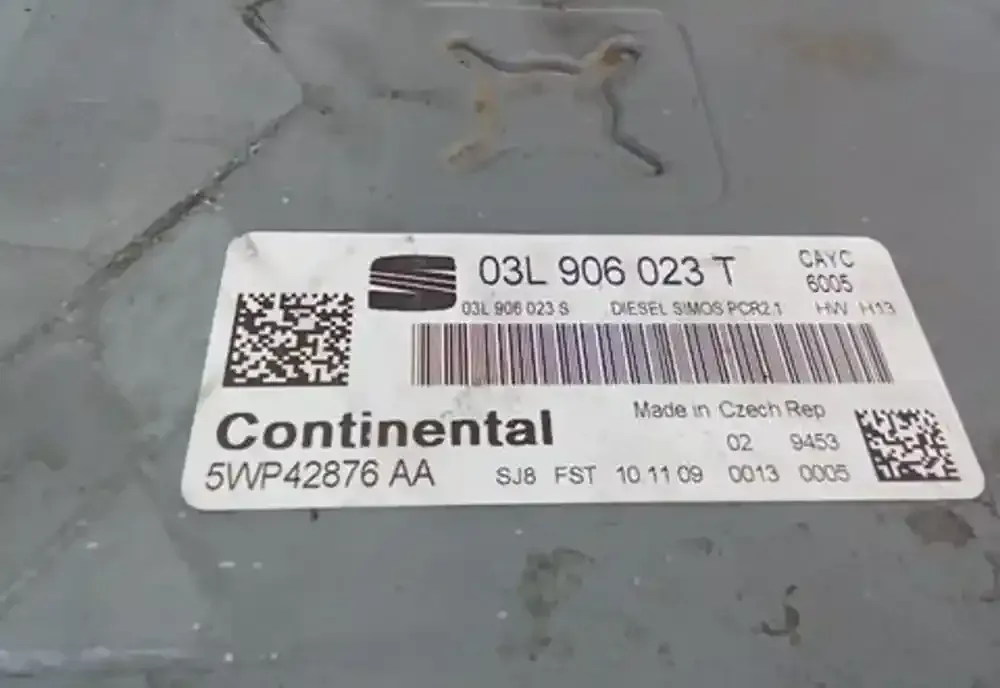 03L 906 023 T
CAYC
6005
03L 906 023 S DIESEL SIMOS PCR2.1 HW H13
Continental
Made in Czech Rep
02 9453
5WP42876 AA SJ8 FST 10 11 09 0013 0005